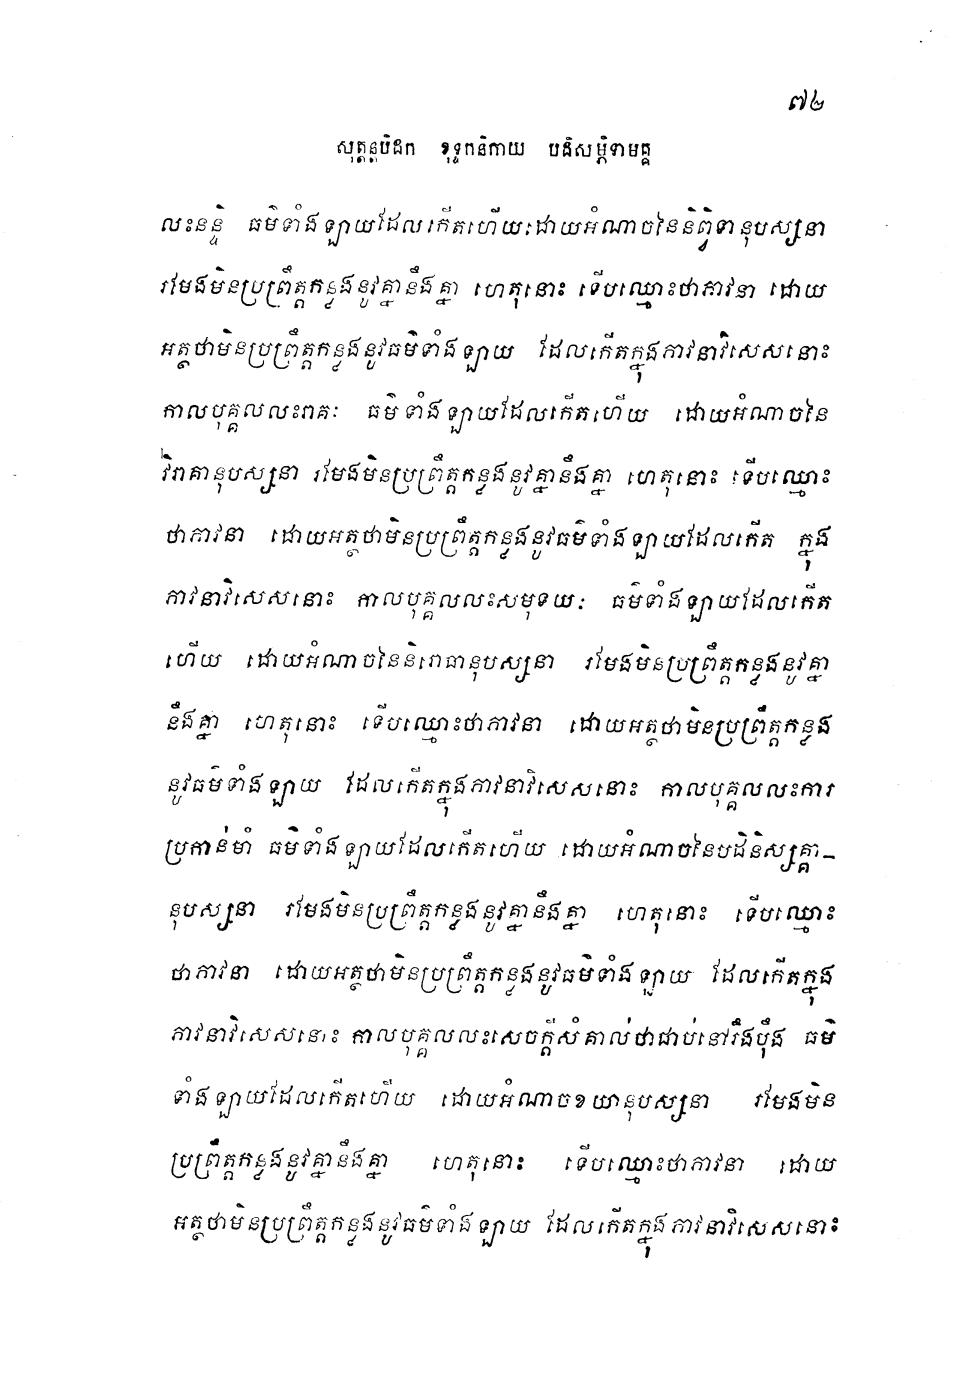 ៧៤
សុត្តន្តបិដក ខុទ្ទកនិកាយ បដិសម្ភិទាមគ្គ
លះនន្ទិ ធម៌ទាំងឡាយដែលកើតហើយដោយអំណាចនៃនិព្វិទានុបស្សនា
រមែងមិនប្រព្រឹត្តកន្លងនូវគ្នានឹងគ្នា ហេតុនោះ ទើបឈ្មោះថាភាវនា ដោយ
អត្ថថាមិនប្រព្រឹត្តកន្លងនូវធម៌ទាំងឡាយ ដែលកើតក្នុងភាវនាវិសេសនោះ
កាលបុគ្គលលះរាគៈ ធម៌ទាំងឡាយដែលកើតហើយ ដោយអំណាចនៃ
វិរាគានុបស្សនា រមែងមិនប្រព្រឹត្តកន្លងនូវគ្នានឹងគ្នា ហេតុនោះ ទើបឈ្មោះ
ថាភាវនា ដោយអត្ថថាមិនប្រព្រឹត្តកន្លងនូវធម៌ទាំងឡាយដែលកើត ក្នុង
ភាវនាវិសេសនោះ កាលបុគ្គលលះសមុទយៈ ធម៌ទាំងឡាយដែលកើត
ហើយ ដោយអំណាចនៃនិរោធានុបស្សនា រមែងមិនប្រព្រឹត្តកន្លងនូវគ្នា
នឹងគ្នា ហេតុនោះ ទើបឈ្មោះថាភាវនា ដោយអត្ថថាមិនប្រព្រឹត្តកន្លង
នូវធម៌ទាំងឡាយ ដែលកើតក្នុងភាវនាវិសេសនោះ កាលបុគ្គលលះការ
ប្រកាន់មាំ ធម៌ទាំងឡាយដែលកើតហើយ ដោយអំណាចនៃបដិនិស្សគ្គា–
នុបស្សនា រមែងមិនប្រព្រឹត្តកន្លងនូវគ្នានឹងគ្នា ហេតុនោះ ទើបឈ្មោះ
ថាភាវនា ដោយអត្ថថាមិនប្រព្រឹត្តកន្លងនូវធម៌ទាំងឡាយ ដែលកើតក្នុង
ភាវនាវិសេសនោះ កាលបុគ្គលលះសេចក្តីសំគាល់ថាជាប់នៅរឹងប៉ឹង ធម៌
ទាំងឡាយដែលកើតហើយ ដោយអំណាចខយានុបស្សនា រមែងមិន
ប្រព្រឹត្តកន្លងនូវគ្នានឹងគ្នា ហេតុនោះ ទើបឈ្មោះថាភាវនា ដោយ
អត្ថថាមិនប្រព្រឹត្តកន្លងនូវធម៌ទាំងឡាយ ដែលកើតក្នុងភាវនាវិសេសនោះ